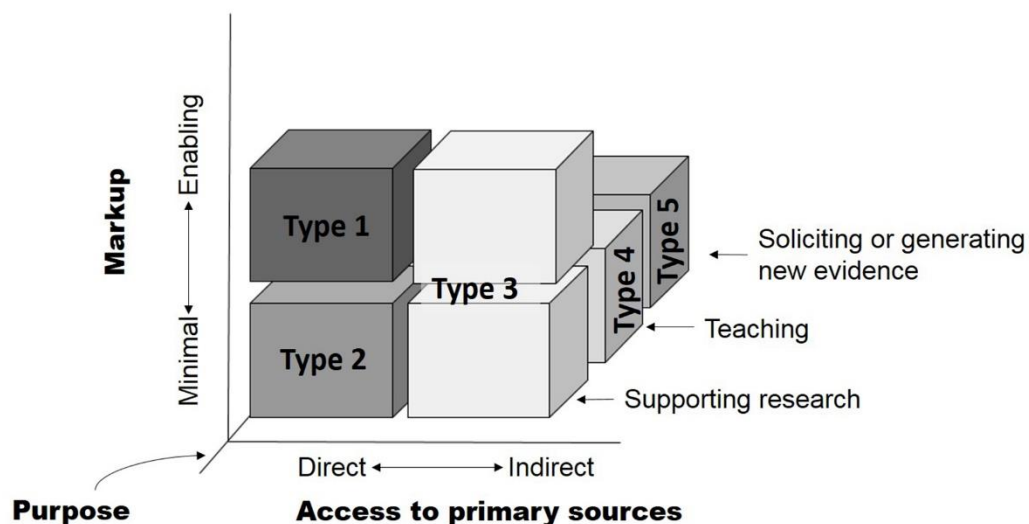 Markup
Enabling
Minimal
Type 1
Type 2
Type 3
Type 4
Type 5
Soliciting or generating
new evidence
Teaching
Supporting research
Direct
Indirect
Purpose
Access to primary sources